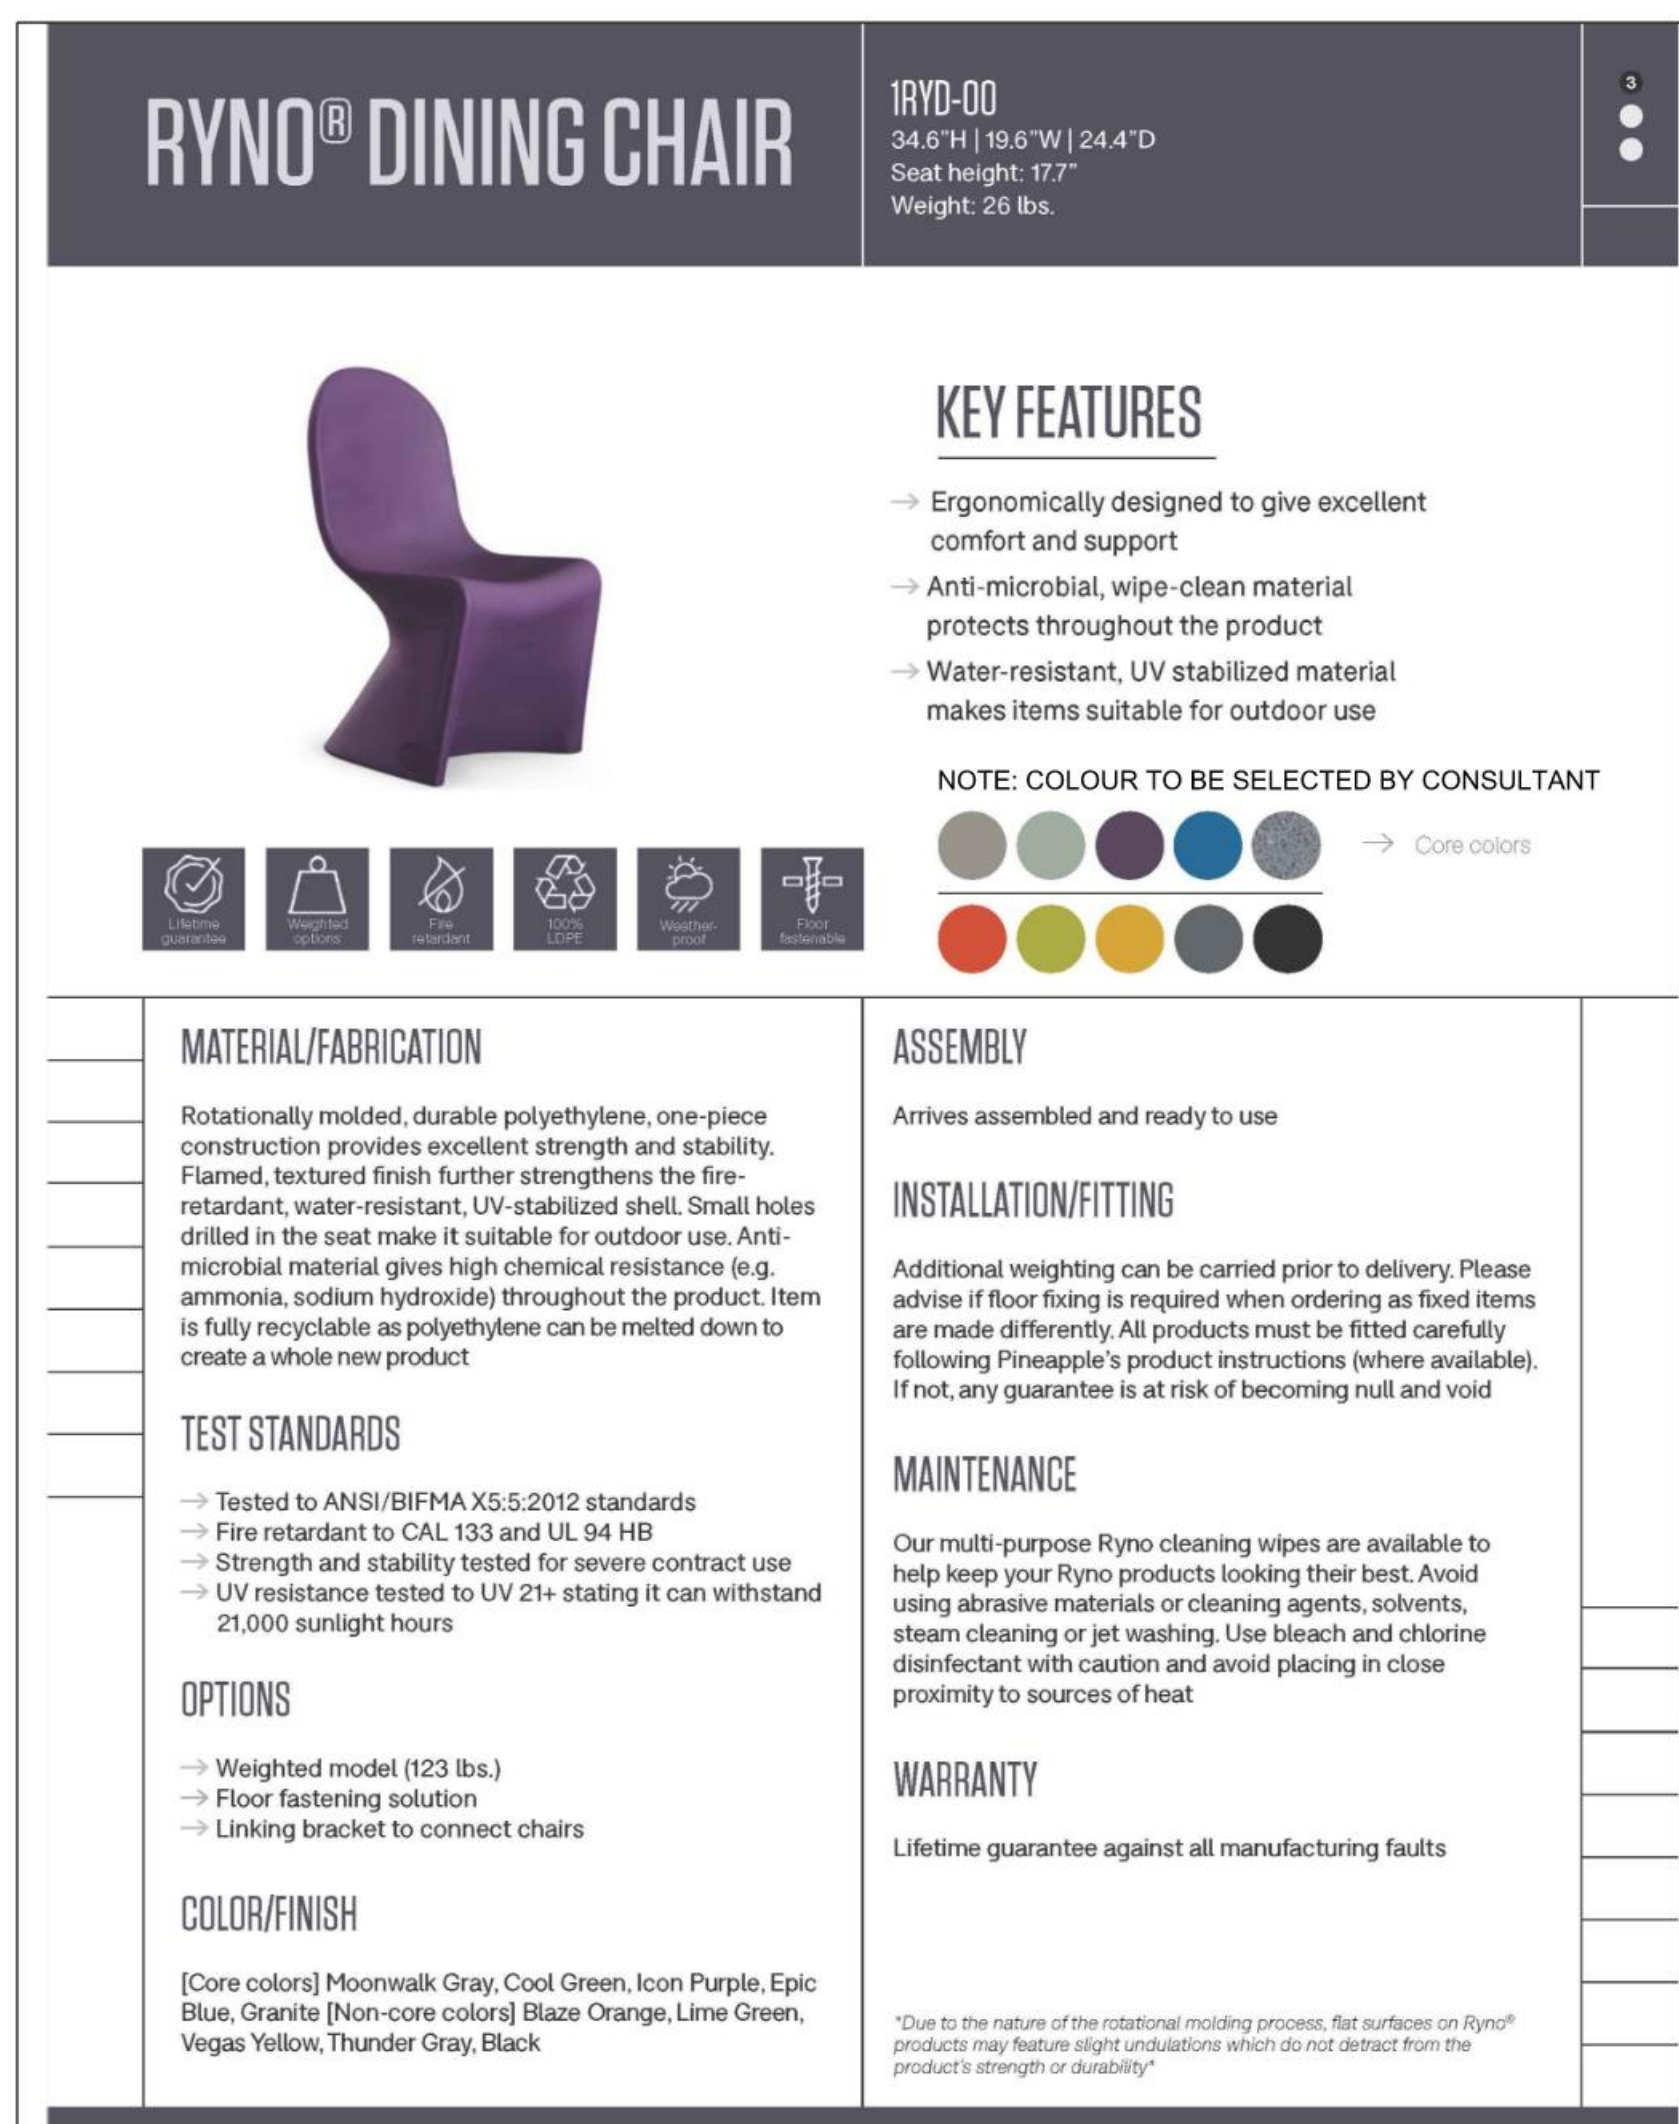 RYNO® DINING CHAIR
1RYD-00
34.6"H | 19.6"W | 24.4"D
Seat height: 17.7"
Weight: 26 lbs.
3
KEY FEATURES
→ Ergonomically designed to give excellent
comfort and support
→ Anti-microbial, wipe-clean material
protects throughout the product
→ Water-resistant, UV stabilized material
makes items suitable for outdoor use
NOTE: COLOUR TO BE SELECTED BY CONSULTANT
→ Core colors
Lifetime
guarantee
Weighted
options
Fire
retardant
100%
LDPE
Weather-
proof
Floor
fastenable
MATERIAL/FABRICATION
Rotationally molded, durable polyethylene, one-piece
construction provides excellent strength and stability.
Flamed, textured finish further strengthens the fire-
retardant, water-resistant, UV-stabilized shell. Small holes
drilled in the seat make it suitable for outdoor use. Anti-
microbial material gives high chemical resistance (e.g.
ammonia, sodium hydroxide) throughout the product. Item
is fully recyclable as polyethylene can be melted down to
create a whole new product
TEST STANDARDS
→ Tested to ANSI/BIFMA X5:5:2012 standards
→ Fire retardant to CAL 133 and UL 94 HB
→ Strength and stability tested for severe contract use
→ UV resistance tested to UV 21+ stating it can withstand
21,000 sunlight hours
OPTIONS
→ Weighted model (123 lbs.)
→ Floor fastening solution
→ Linking bracket to connect chairs
COLOR/FINISH
[Core colors] Moonwalk Gray, Cool Green, Icon Purple, Epic
Blue, Granite [Non-core colors] Blaze Orange, Lime Green,
Vegas Yellow, Thunder Gray, Black
ASSEMBLY
Arrives assembled and ready to use
INSTALLATION/FITTING
Additional weighting can be carried prior to delivery. Please
advise if floor fixing is required when ordering as fixed items
are made differently. All products must be fitted carefully
following Pineapple's product instructions (where available).
If not, any guarantee is at risk of becoming null and void
MAINTENANCE
Our multi-purpose Ryno cleaning wipes are available to
help keep your Ryno products looking their best. Avoid
using abrasive materials or cleaning agents, solvents,
steam cleaning or jet washing. Use bleach and chlorine
disinfectant with caution and avoid placing in close
proximity to sources of heat
WARRANTY
Lifetime guarantee against all manufacturing faults
*Due to the nature of the rotational molding process, flat surfaces on Ryno®
products may feature slight undulations which do not detract from the
product's strength or durability*